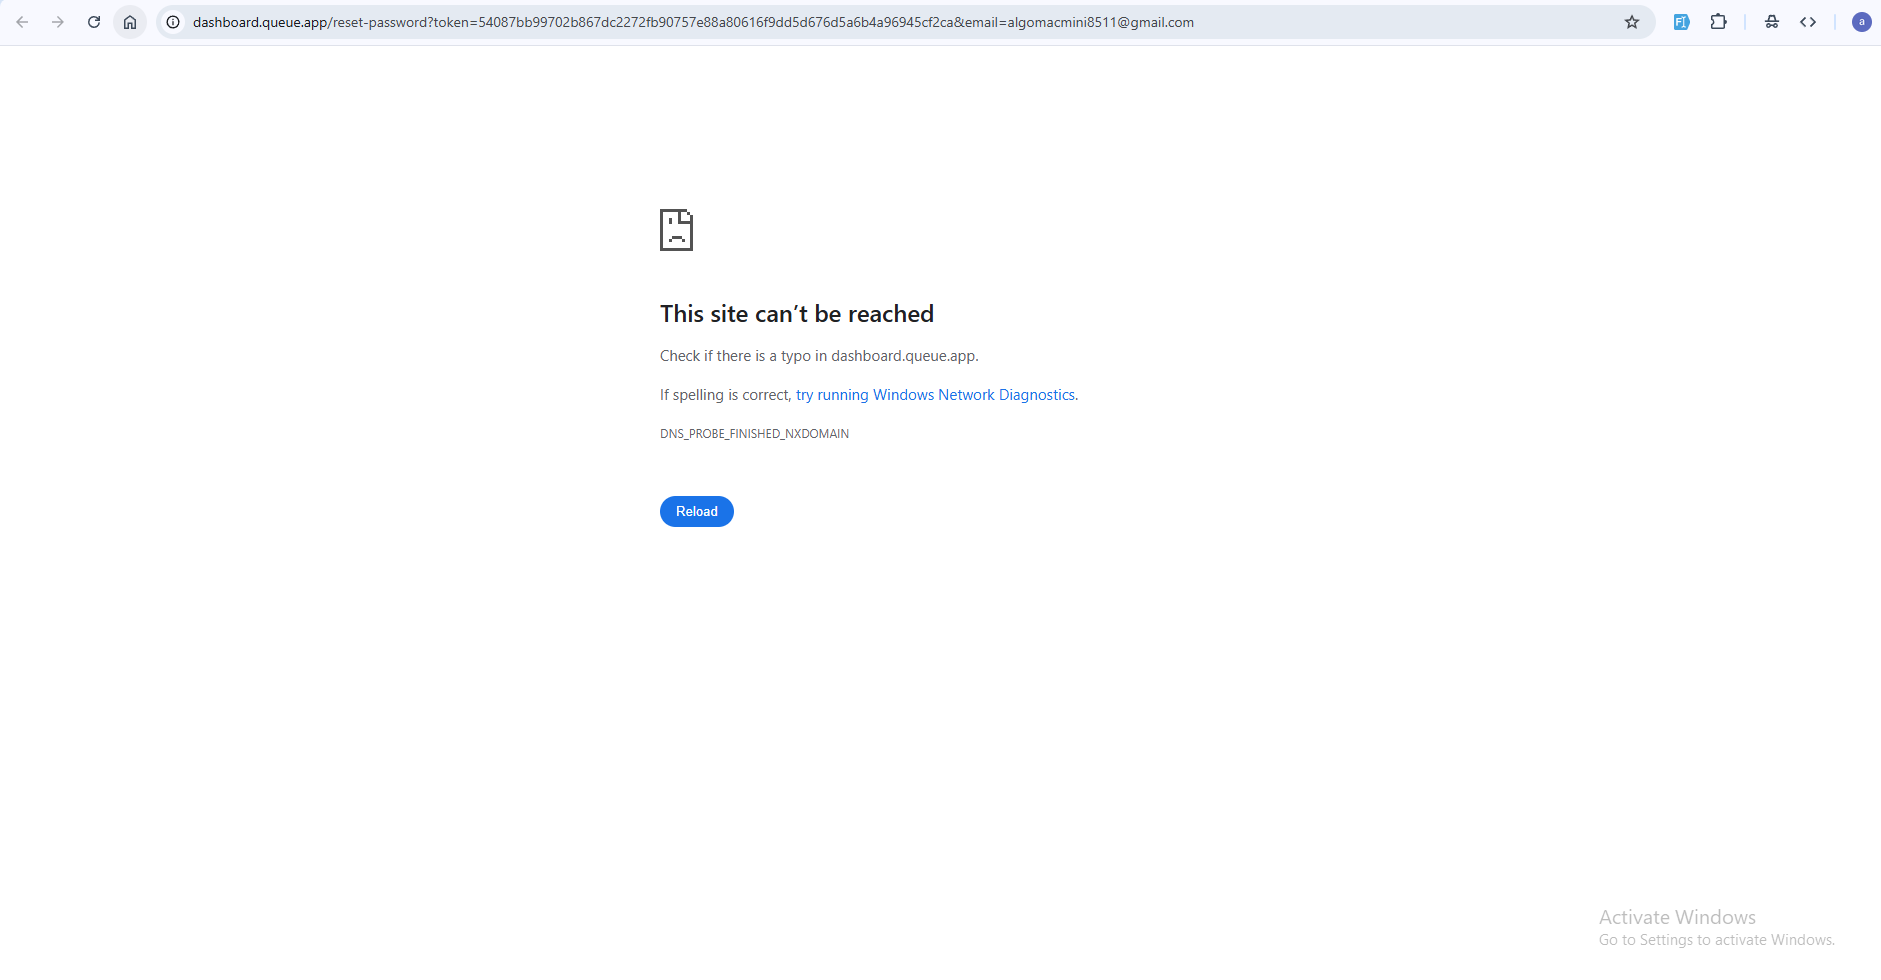 dashboard.queue.app/reset-password?token=54087bb99702b867dc2272fb90757e88a80616f9dd5d676d5a6b4a96945cf2ca&email=algomacmini8511@gmail.com
a
This site can’t be reached
Check if there is a typo in dashboard.queue.app.
If spelling is correct, try running Windows Network Diagnostics.
DNS_PROBE_FINISHED_NXDOMAIN
Reload
Activate Windows
Go to Settings to activate Windows.